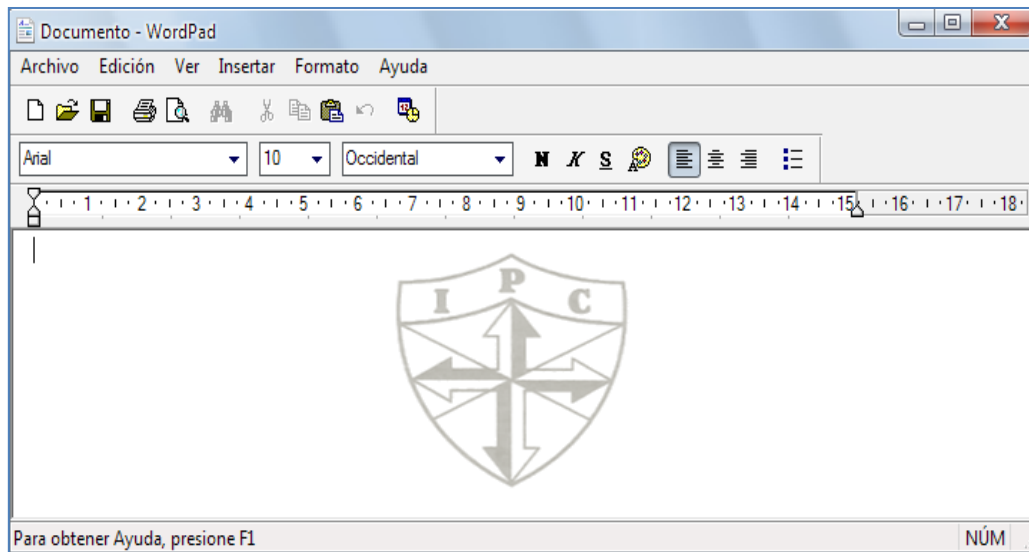 Documento - WordPad
Archivo Edición Ver Insertar Formato Ayuda
Arial 10 Occidental N K S
1 2 3 4 5 6 7 8 9 10 11 12 13 14 15 16 17 18
I P C
Para obtener Ayuda, presione F1 NÚM